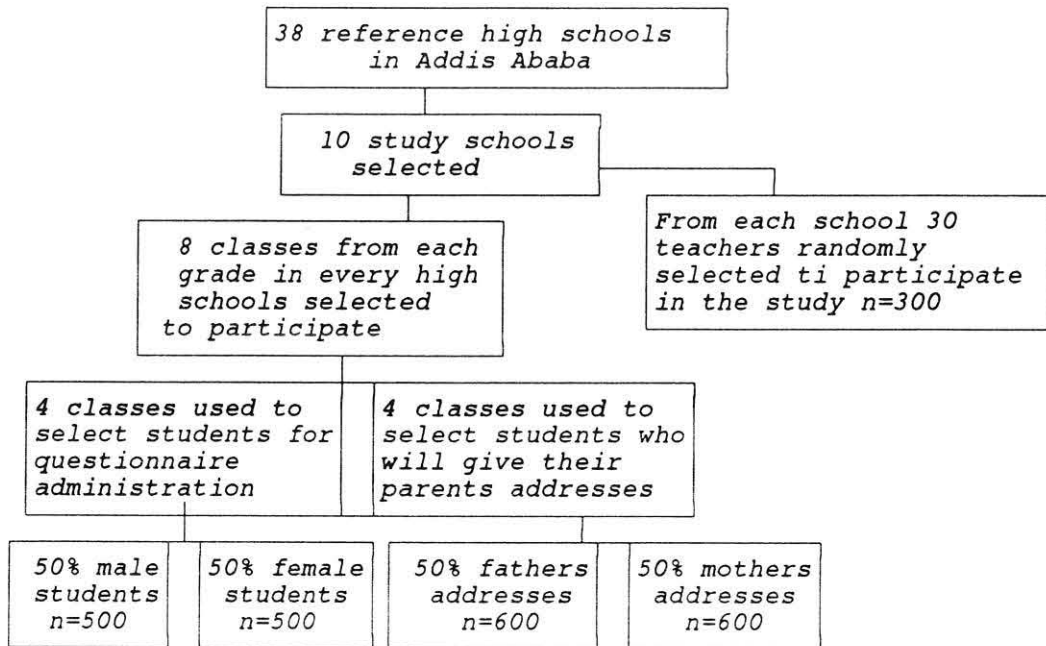 38 reference high schools
in Addis Ababa
10 study schools
selected
From each school 30
teachers randomly
selected ti participate
in the study n=300
8 classes from each
grade in every high
schools selected
to participate
4 classes used to
select students for
questionnaire
administration
4 classes used to
select students who
will give their
parents addresses
50% male
students
n=500
50% female
students
n=500
50% fathers
addresses
n=600
50% mothers
addresses
n=600